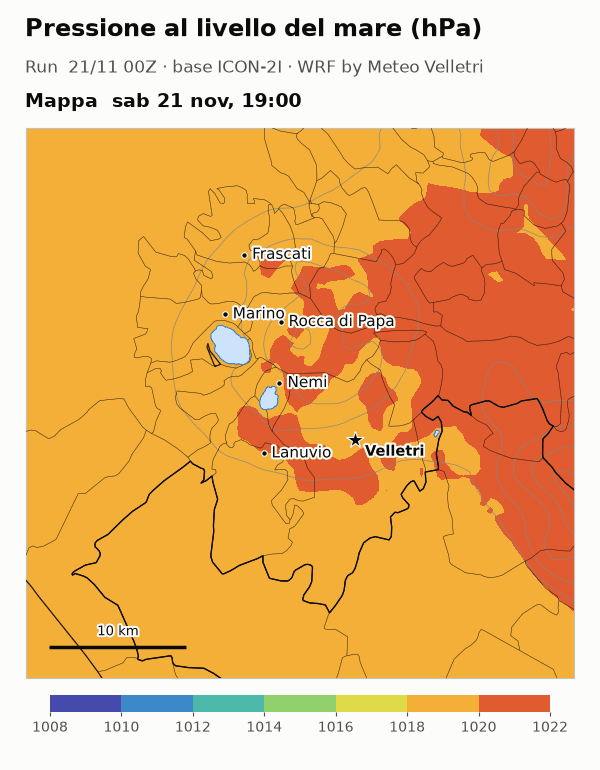 Pressione al livello del mare (hPa)
Run  21/11 00Z · base ICON-2I · WRF by Meteo Velletri
Mappa  sab 21 nov, 19:00
Frascati
Marino
Rocca di Papa
Nemi
Velletri
Lanuvio
10 km
1008 1010 1012 1014 1016 1018 1020 1022